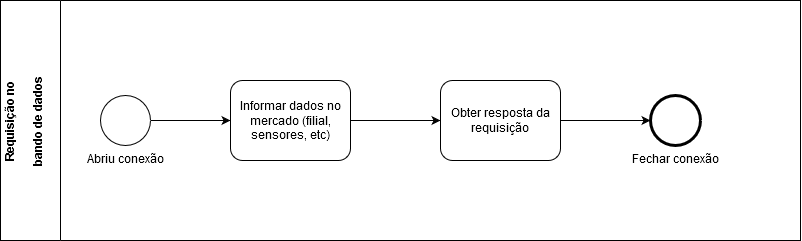 Requisição no
bando de dados
Abriu conexão
Informar dados no
mercado (filial,
sensores, etc)
Obter resposta da
requisição
Fechar conexão